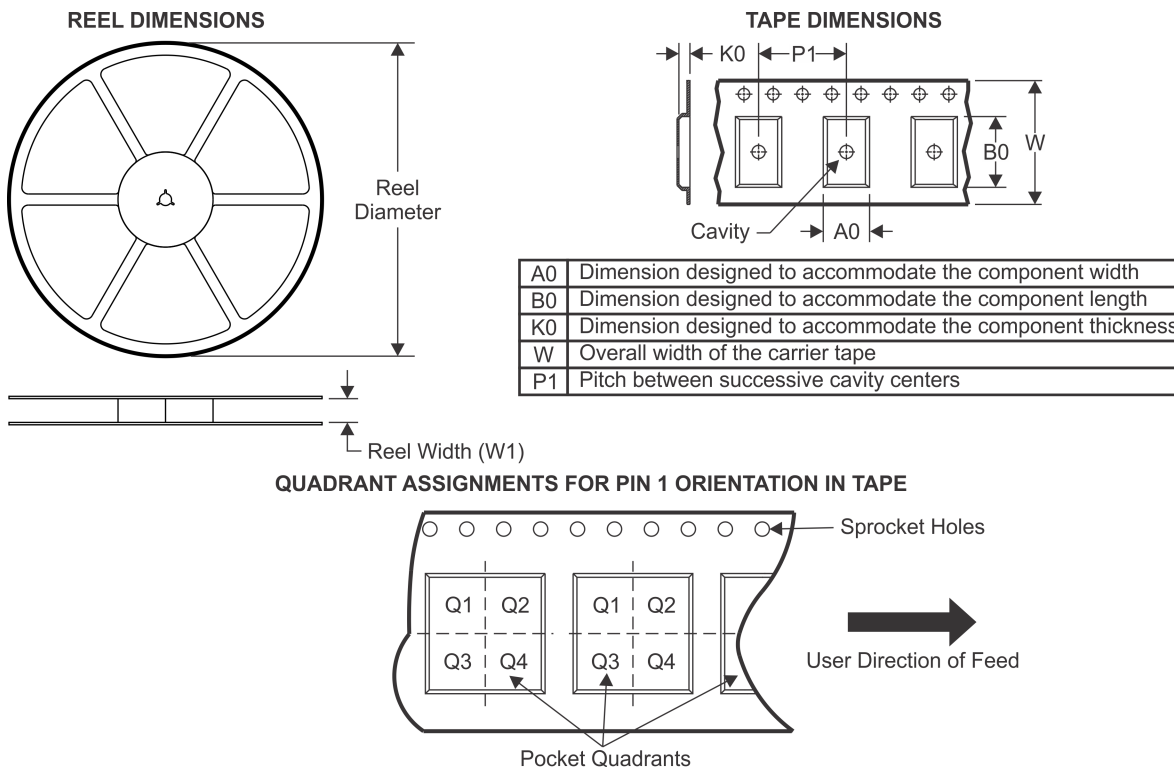 REEL DIMENSIONS
Reel
Diameter
Reel Width (W1)
TAPE DIMENSIONS
K0
P1
B0
W
Cavity
A0
A0 Dimension designed to accommodate the component width
B0 Dimension designed to accommodate the component length
K0 Dimension designed to accommodate the component thickness
W Overall width of the carrier tape
P1 Pitch between successive cavity centers
QUADRANT ASSIGNMENTS FOR PIN 1 ORIENTATION IN TAPE
Sprocket Holes
Q1 Q2 Q1 Q2
Q3 Q4 Q3 Q4
User Direction of Feed
Pocket Quadrants